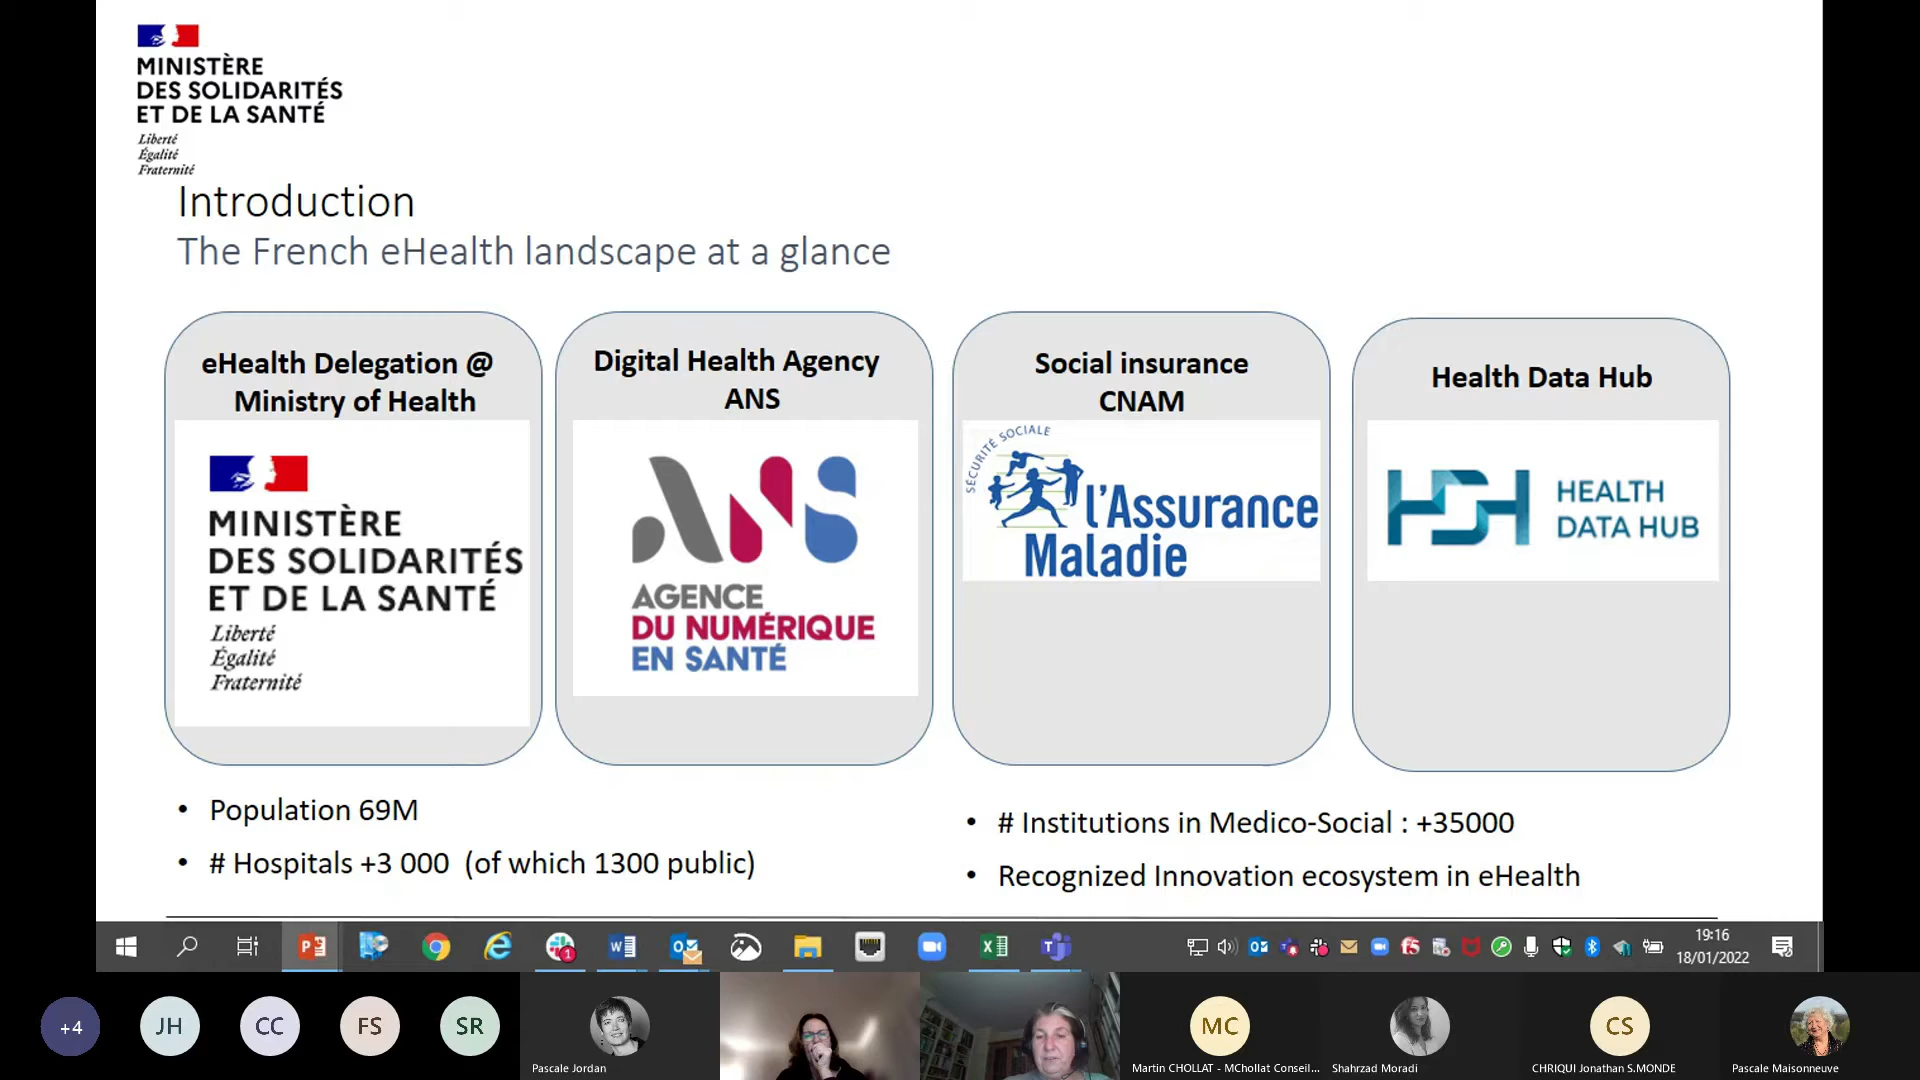 MINISTÈRE
DES SOLIDARITÉS
ET DE LA SANTÉ
Liberté
Égalité
Fraternité
Introduction
The French eHealth landscape at a glance
eHealth Delegation @
Ministry of Health
MINISTÈRE
DES SOLIDARITÉS
ET DE LA SANTÉ
Liberté
Égalité
Fraternité
Digital Health Agency
ANS
ANS
AGENCE
DU NUMÉRIQUE
EN SANTÉ
Social insurance
CNAM
SÉCURITÉ SOCIALE
l'Assurance
Maladie
Health Data Hub
HDH
HEALTH
DATA HUB
• Population 69M
• # Hospitals +3 000 (of which 1300 public)
• # Institutions in Medico-Social : +35000
• Recognized Innovation ecosystem in eHealth
19:16
18/01/2022
+4
JH
CC
FS
SR
Pascale Jordan
MC
Martin CHOLLAT - MChollat Conseil...
Shahrzad Moradi
CS
CHRIQUI Jonathan S.MONDE
Pascale Maisonneuve